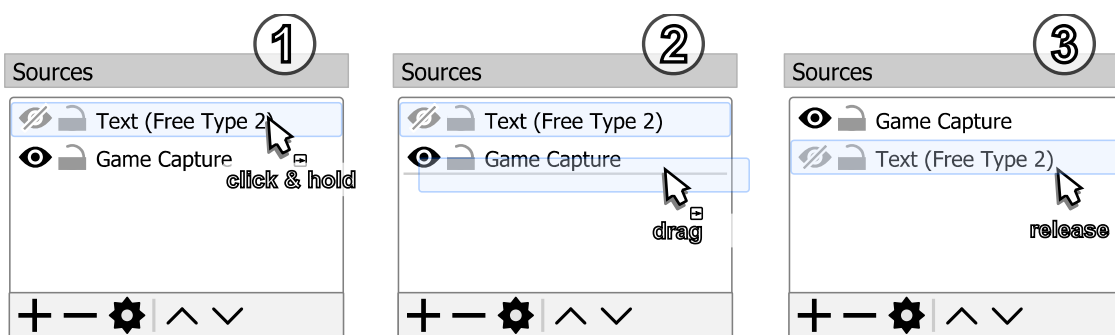 1
Sources
Text (Free Type 2)
Game Capture
click & hold
2
Sources
Text (Free Type 2)
Game Capture
drag
3
Sources
Game Capture
Text (Free Type 2)
release